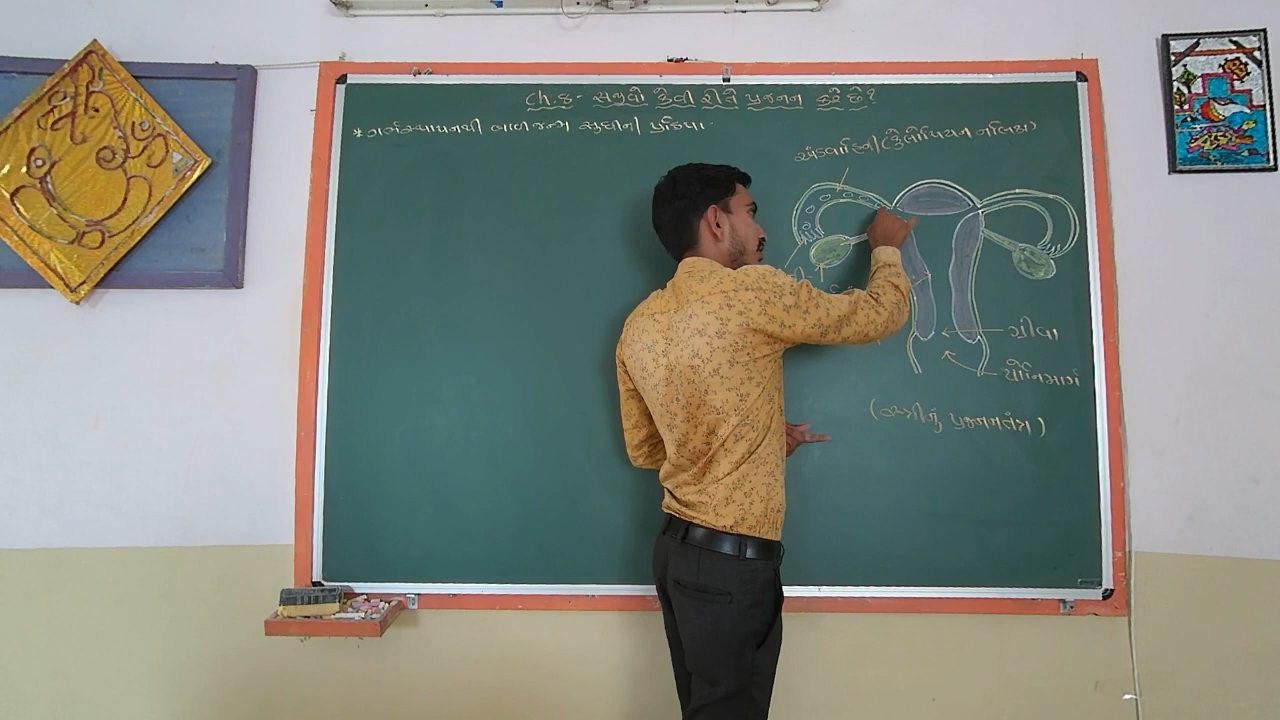 Ch.8- સજીવો કેવી રીતે પ્રજનન કરે છે?
* ગર્ભસ્થાપનથી બાળજન્મ સુધીની પ્રક્રિયા.
અંડવાહિની (ફેલોપિયન નલિકા)
ગ્રીવા
યોનિમાર્ગ
(સ્ત્રીનું પ્રજનનતંત્ર)